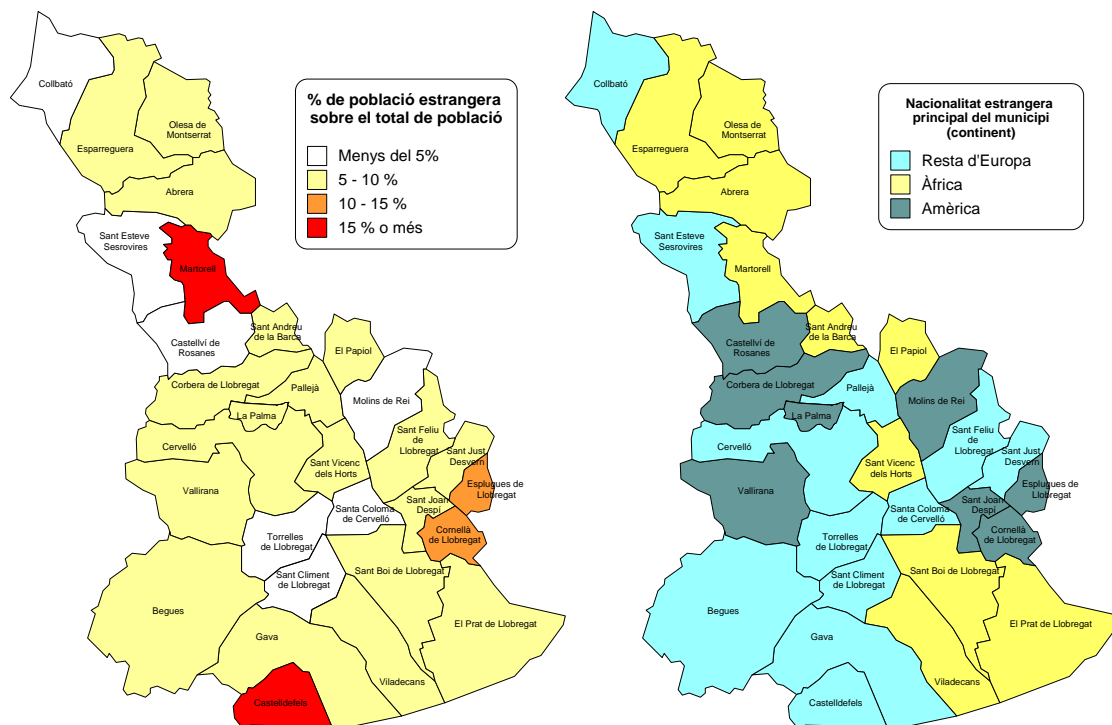 % de població estrangera
sobre el total de població
Menys del 5%
5 - 10 %
10 - 15 %
15 % o més
Collbató
Olesa de
Montserrat
Esparreguera
Abrera
Sant Esteve
Sesrovires
Martorell
Sant Andreu
de la Barca
Castellví de
Rosanes
El Papiol
Corbera de Llobregat
Pallejà
Molins de Rei
La Palma
Sant Feliu
de
Llobregat
Cervelló
Sant Just
Desvern
Sant Vicenc
dels Horts
Vallirana
Esplugues de
Llobregat
Sant Joan
Despí
Santa Coloma
de Cervelló
Cornellà
de Llobregat
Torrelles
de Llobregat
Sant Boi de Llobregat
Sant Climent
de Llobregat
Begues
El Prat de Llobregat
Gava
Viladecans
Castelldefels
Nacionalitat estrangera
principal del municipi
(continent)
Resta d'Europa
Àfrica
Amèrica
Collbató
Olesa de
Montserrat
Esparreguera
Abrera
Sant Esteve
Sesrovires
Martorell
Sant Andreu
de la Barca
Castellví de
Rosanes
El Papiol
Corbera de Llobregat
Pallejà
Molins de Rei
La Palma
Sant Feliu
de
Llobregat
Cervelló
Sant Just
Desvern
Sant Vicenc
dels Horts
Vallirana
Esplugues de
Llobregat
Sant Joan
Despí
Santa Coloma
de Cervelló
Cornellà
de Llobregat
Torrelles
de Llobregat
Sant Boi de Llobregat
Sant Climent
de Llobregat
Begues
El Prat de Llobregat
Gava
Viladecans
Castelldefels